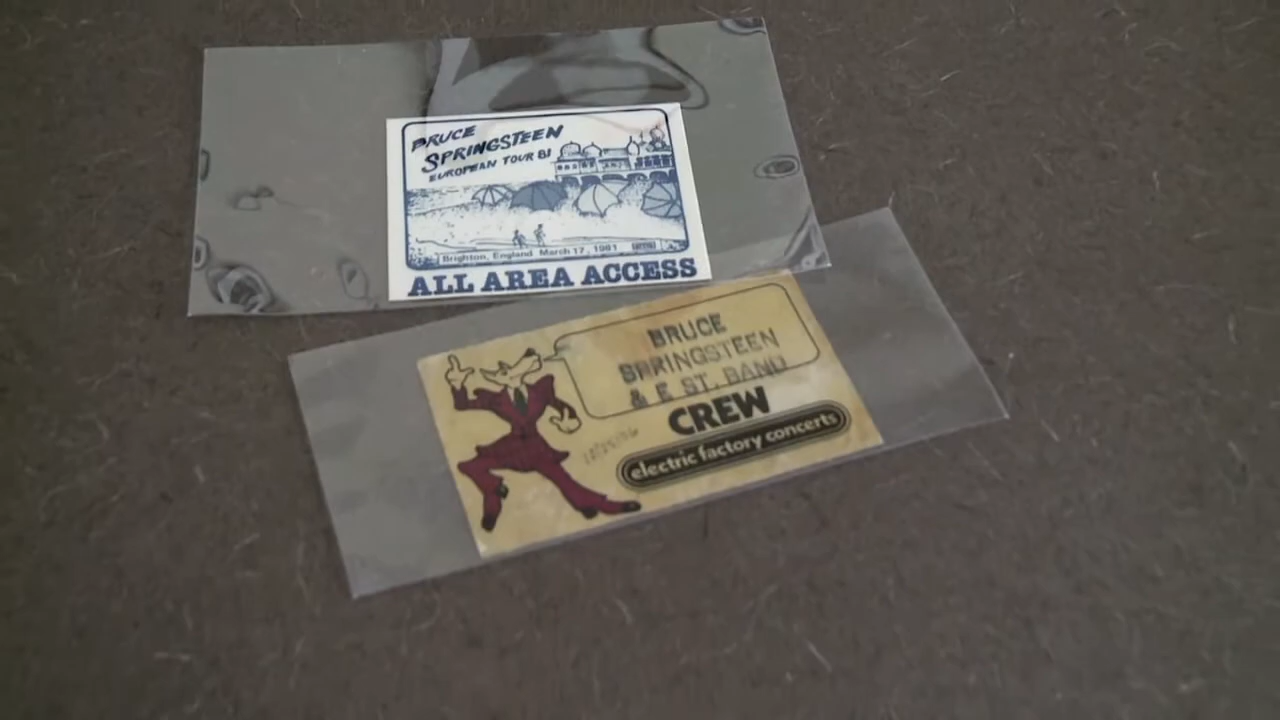 BRUCE
SPRINGSTEEN
EUROPEAN TOUR 81
Brighton, England March 17, 1981
ALL AREA ACCESS
BRUCE
SPRINGSTEEN
& E ST. BAND
CREW
electric factory concerts